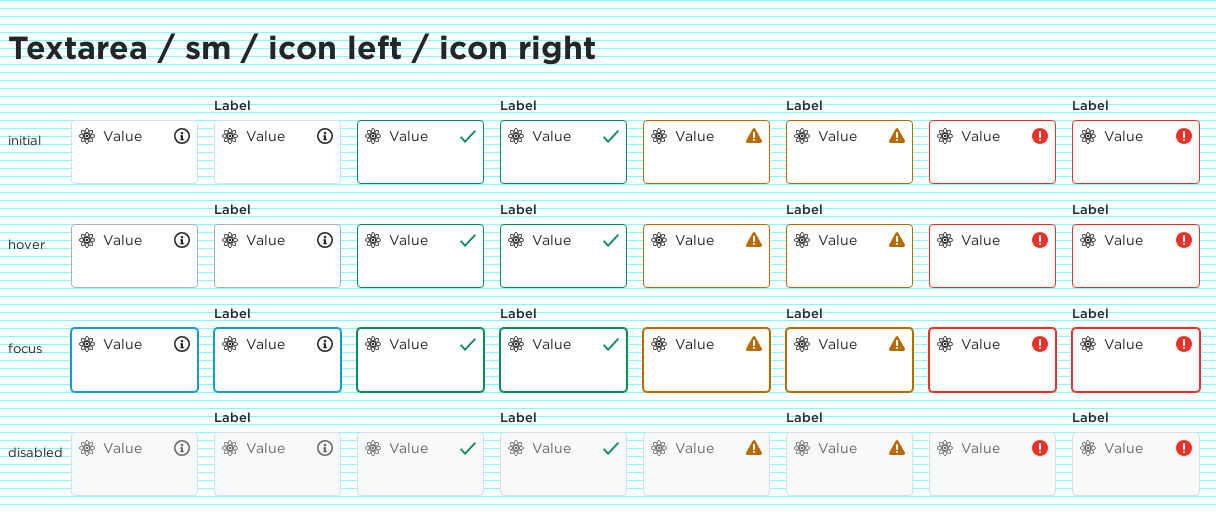 Textarea / sm / icon left / icon right
Label Label Label Label
initial Value Value Value Value Value Value Value Value
Label Label Label Label
hover Value Value Value Value Value Value Value Value
Label Label Label Label
focus Value Value Value Value Value Value Value Value
Label Label Label Label
disabled Value Value Value Value Value Value Value Value